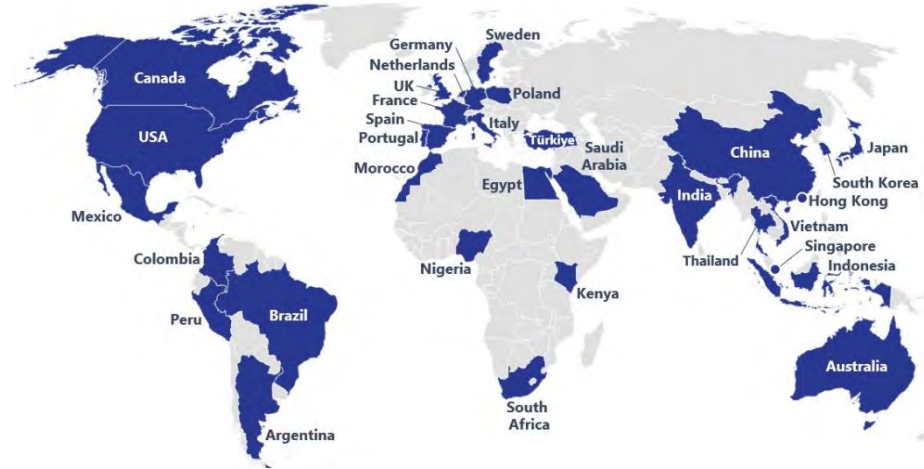 Canada
USA
Mexico
Colombia
Peru
Brazil
Argentina
Sweden
Germany
Netherlands
UK
France
Spain
Portugal
Poland
Italy
Türkiye
Morocco
Egypt
Saudi
Arabia
Nigeria
Kenya
South
Africa
China
India
Japan
South Korea
Hong Kong
Vietnam
Thailand
Singapore
Indonesia
Australia